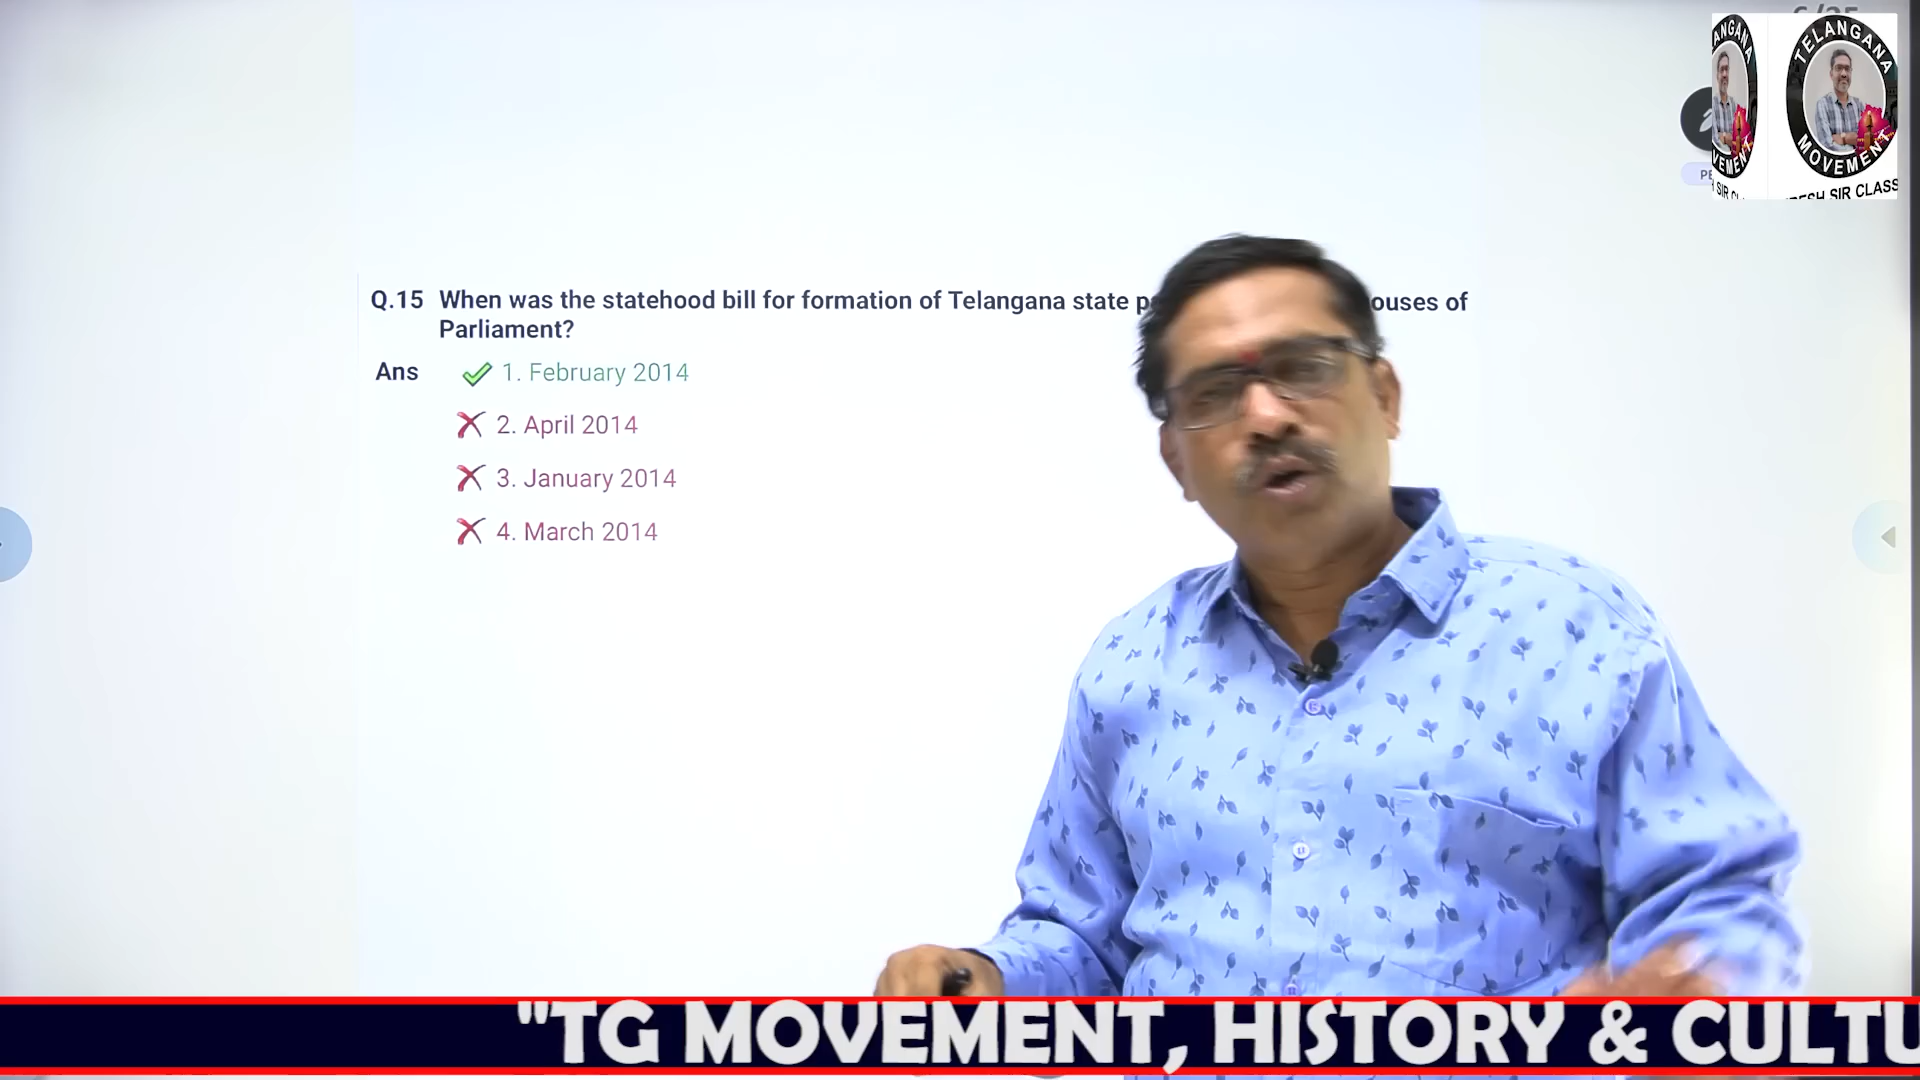 TELANGANA
MOVEMENT
SIR CLASS
Q.15 When was the statehood bill for formation of Telangana state
ouses of
Parliament?
Ans 1. February 2014
2. April 2014
3. January 2014
4. March 2014
"TG MOVEMENT, HISTORY & CULTU